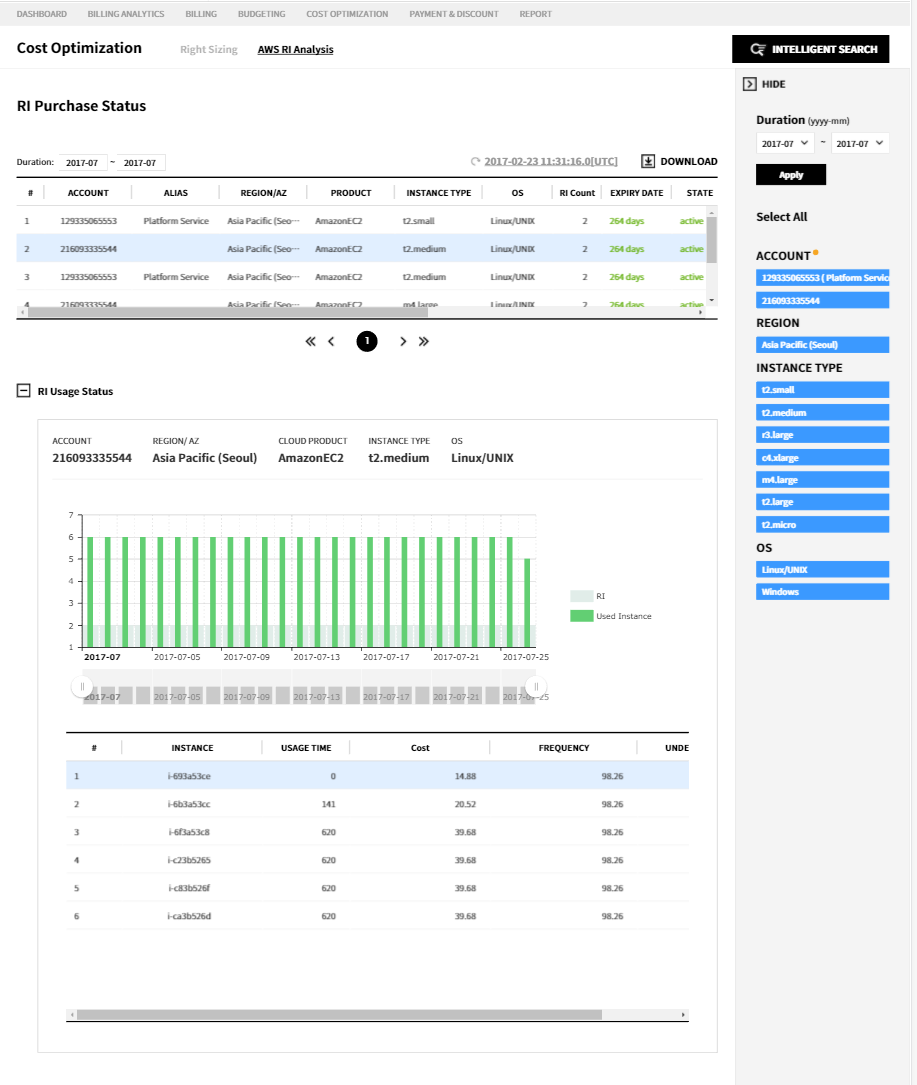 DASHBOARD BILLING ANALYTICS BILLING BUDGETING COST OPTIMIZATION PAYMENT & DISCOUNT REPORT
Cost Optimization Right Sizing AWS RI Analysis INTELLIGENT SEARCH
HIDE
RI Purchase Status
Duration: 2017-07 ~ 2017-07 2017-02-23 11:31:16.0[UTC] DOWNLOAD
# ACCOUNT ALIAS REGION/AZ PRODUCT INSTANCE TYPE OS RI Count EXPIRY DATE STATE
1 129335065553 Platform Service Asia Pacific (Seo··· AmazonEC2 t2.small Linux/UNIX 2 264 days active
2 216093335544 Asia Pacific (Seo··· AmazonEC2 t2.medium Linux/UNIX 2 264 days active
3 129335065553 Platform Service Asia Pacific (Seo··· AmazonEC2 t2.medium Linux/UNIX 2 264 days active
4 216093335544 Asia Pacific (Seo··· AmazonEC2 m4.large Linux/UNIX 2 264 days active
1
RI Usage Status
ACCOUNT REGION/ AZ CLOUD PRODUCT INSTANCE TYPE OS
216093335544 Asia Pacific (Seoul) AmazonEC2 t2.medium Linux/UNIX
7
6
5
4
3
2
1
2017-07 2017-07-05 2017-07-09 2017-07-13 2017-07-17 2017-07-21 2017-07-25
RI
Used Instance
2017-07 2017-07-05 2017-07-09 2017-07-13 2017-07-17 2017-07-21 2017-07-25
# INSTANCE USAGE TIME Cost FREQUENCY UNDE
1 i-693a53ce 0 14.88 98.26
2 i-6b3a53cc 141 20.52 98.26
3 i-6f3a53c8 620 39.68 98.26
4 i-c23b5265 620 39.68 98.26
5 i-c83b526f 620 39.68 98.26
6 i-ca3b526d 620 39.68 98.26
Duration (yyyy-mm)
2017-07 ~ 2017-07
Apply
Select All
ACCOUNT
129335065553 ( Platform Servic
216093335544
REGION
Asia Pacific (Seoul)
INSTANCE TYPE
t2.small
t2.medium
r3.large
c4.xlarge
m4.large
t2.large
t2.micro
OS
Linux/UNIX
Windows